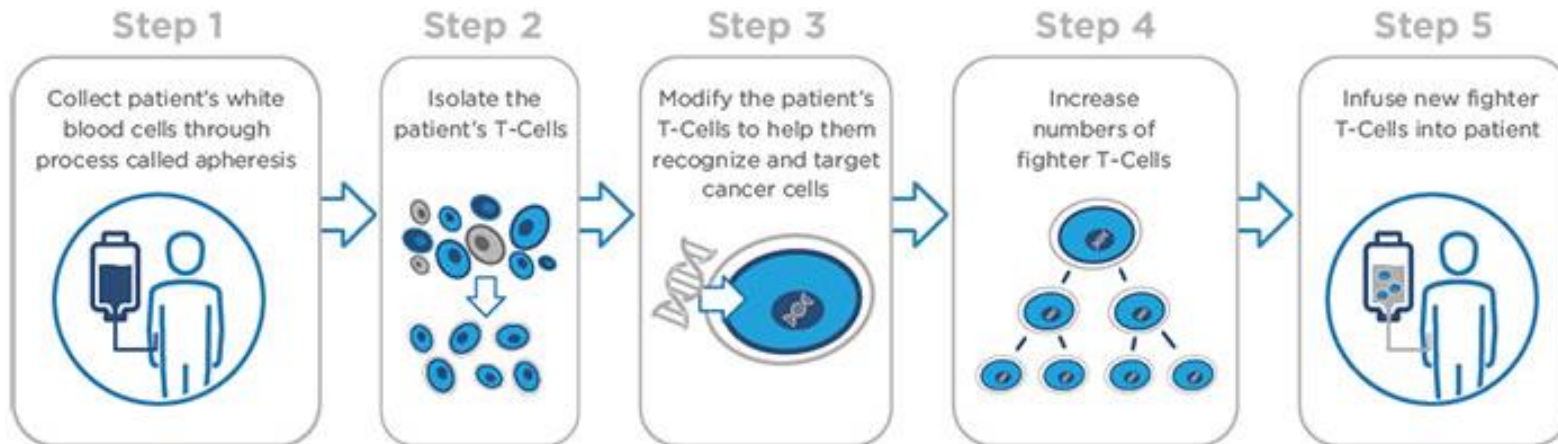 Step 1
Collect patient's white
blood cells through
process called apheresis
Step 2
Isolate the
patient's T-Cells
Step 3
Modify the patient's
T-Cells to help them
recognize and target
cancer cells
Step 4
Increase
numbers of
fighter T-Cells
Step 5
Infuse new fighter
T-Cells into patient